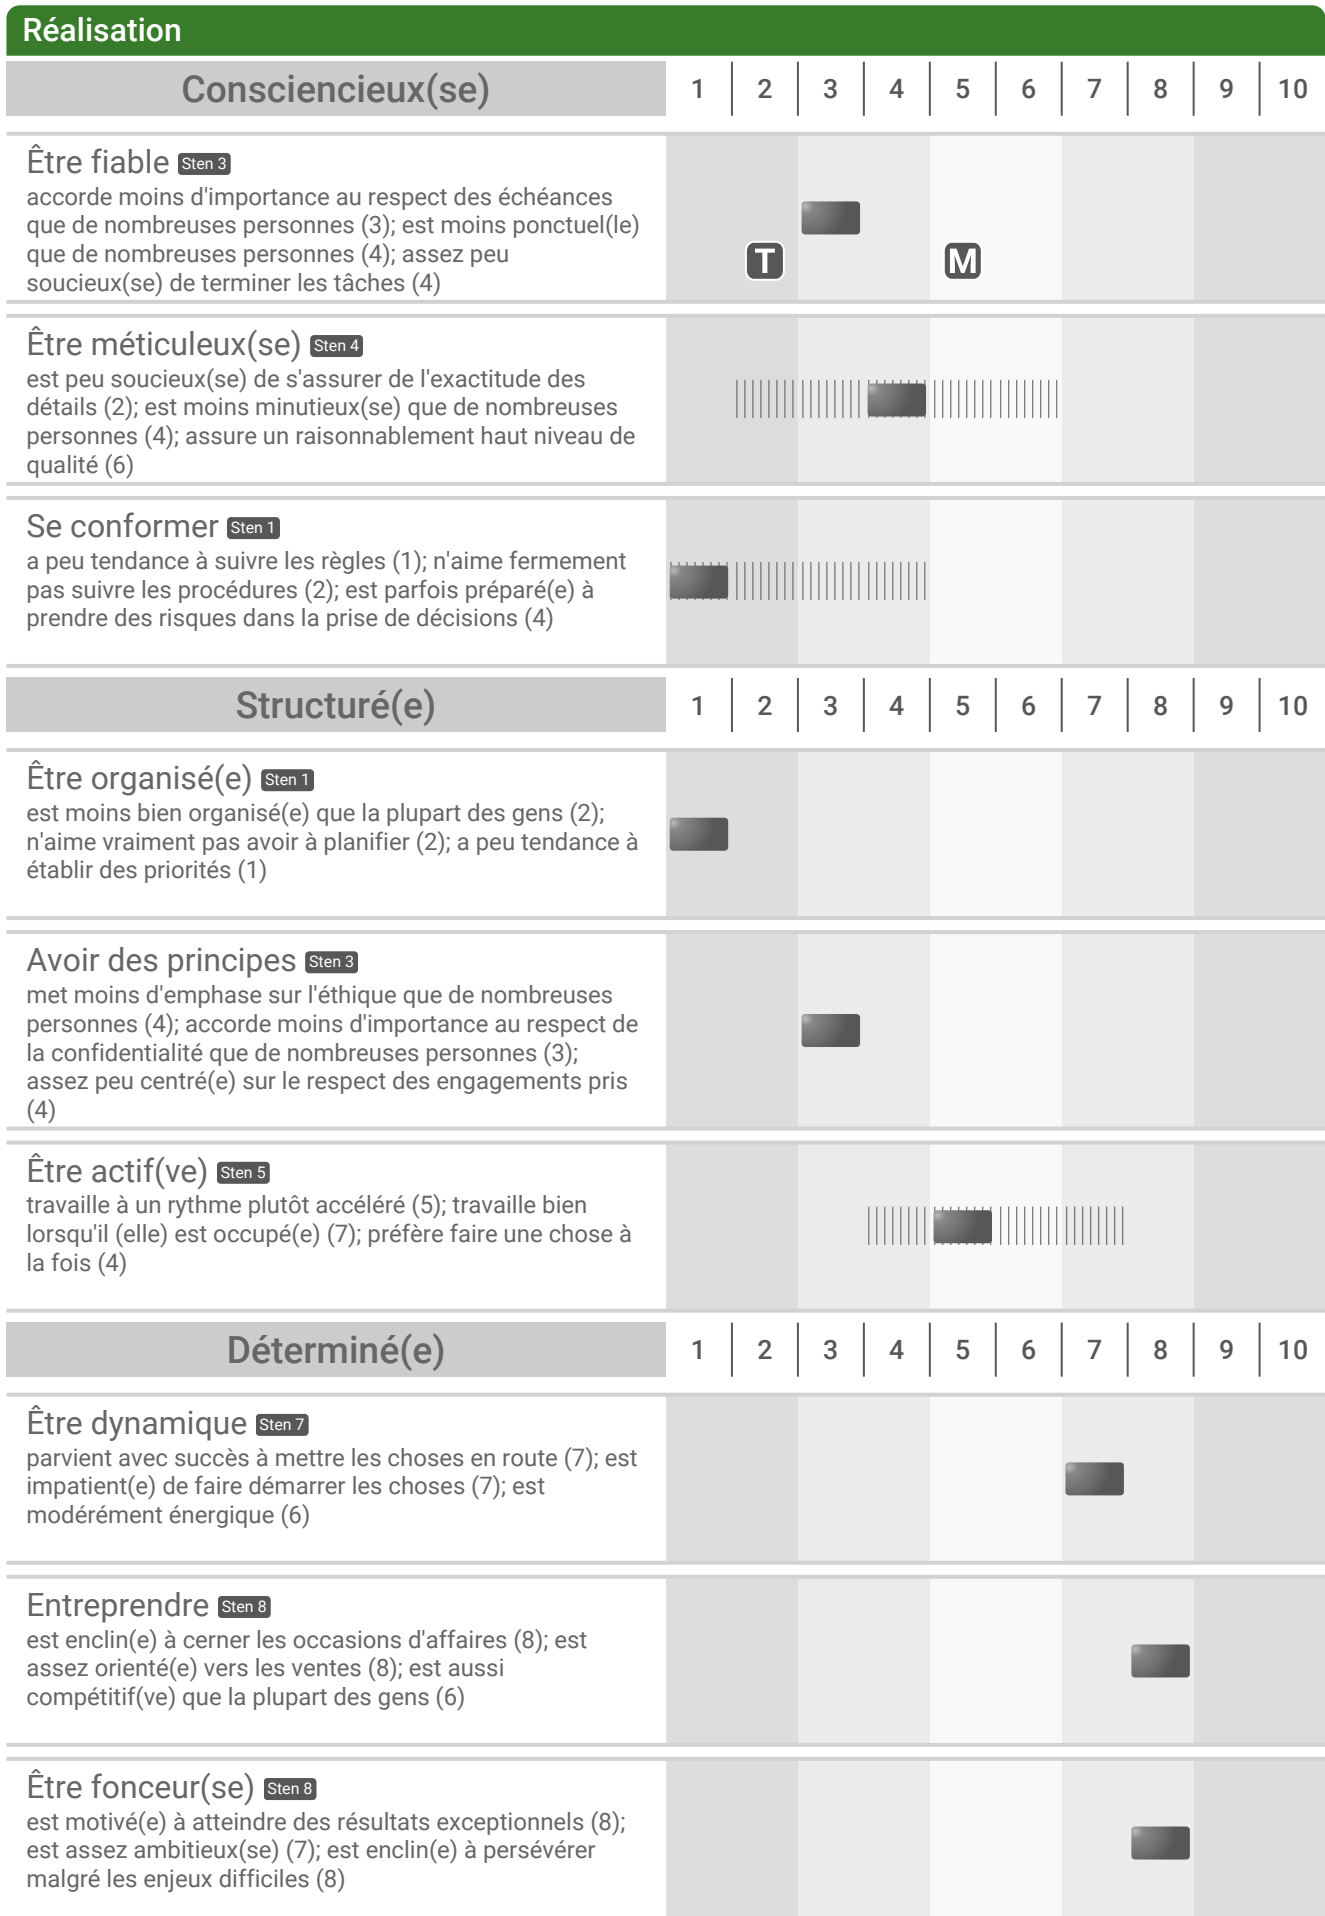 Réalisation
Consciencieux(se) 1 2 3 4 5 6 7 8 9 10
Être fiable Sten 3
accorde moins d'importance au respect des échéances
que de nombreuses personnes (3); est moins ponctuel(le)
que de nombreuses personnes (4); assez peu
soucieux(se) de terminer les tâches (4)
T M
Être méticuleux(se) Sten 4
est peu soucieux(se) de s'assurer de l'exactitude des
détails (2); est moins minutieux(se) que de nombreuses
personnes (4); assure un raisonnablement haut niveau de
qualité (6)
Se conformer Sten 1
a peu tendance à suivre les règles (1); n'aime fermement
pas suivre les procédures (2); est parfois préparé(e) à
prendre des risques dans la prise de décisions (4)
Structuré(e) 1 2 3 4 5 6 7 8 9 10
Être organisé(e) Sten 1
est moins bien organisé(e) que la plupart des gens (2);
n'aime vraiment pas avoir à planifier (2); a peu tendance à
établir des priorités (1)
Avoir des principes Sten 3
met moins d'emphase sur l'éthique que de nombreuses
personnes (4); accorde moins d'importance au respect de
la confidentialité que de nombreuses personnes (3);
assez peu centré(e) sur le respect des engagements pris
(4)
Être actif(ve) Sten 5
travaille à un rythme plutôt accéléré (5); travaille bien
lorsqu'il (elle) est occupé(e) (7); préfère faire une chose à
la fois (4)
Déterminé(e) 1 2 3 4 5 6 7 8 9 10
Être dynamique Sten 7
parvient avec succès à mettre les choses en route (7); est
impatient(e) de faire démarrer les choses (7); est
modérément énergique (6)
Entreprendre Sten 8
est enclin(e) à cerner les occasions d'affaires (8); est
assez orienté(e) vers les ventes (8); est aussi
compétitif(ve) que la plupart des gens (6)
Être fonceur(se) Sten 8
est motivé(e) à atteindre des résultats exceptionnels (8);
est assez ambitieux(se) (7); est enclin(e) à persévérer
malgré les enjeux difficiles (8)